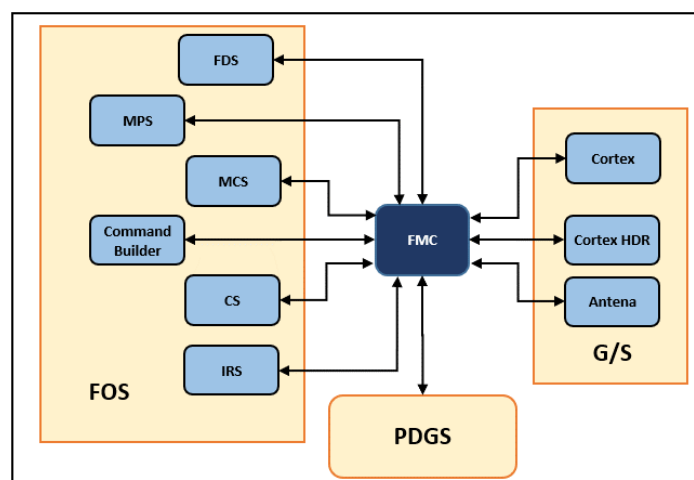 FDS
MPS
MCS
Command
Builder
CS
IRS
FOS
FMC
PDGS
Cortex
Cortex HDR
Antena
G/S